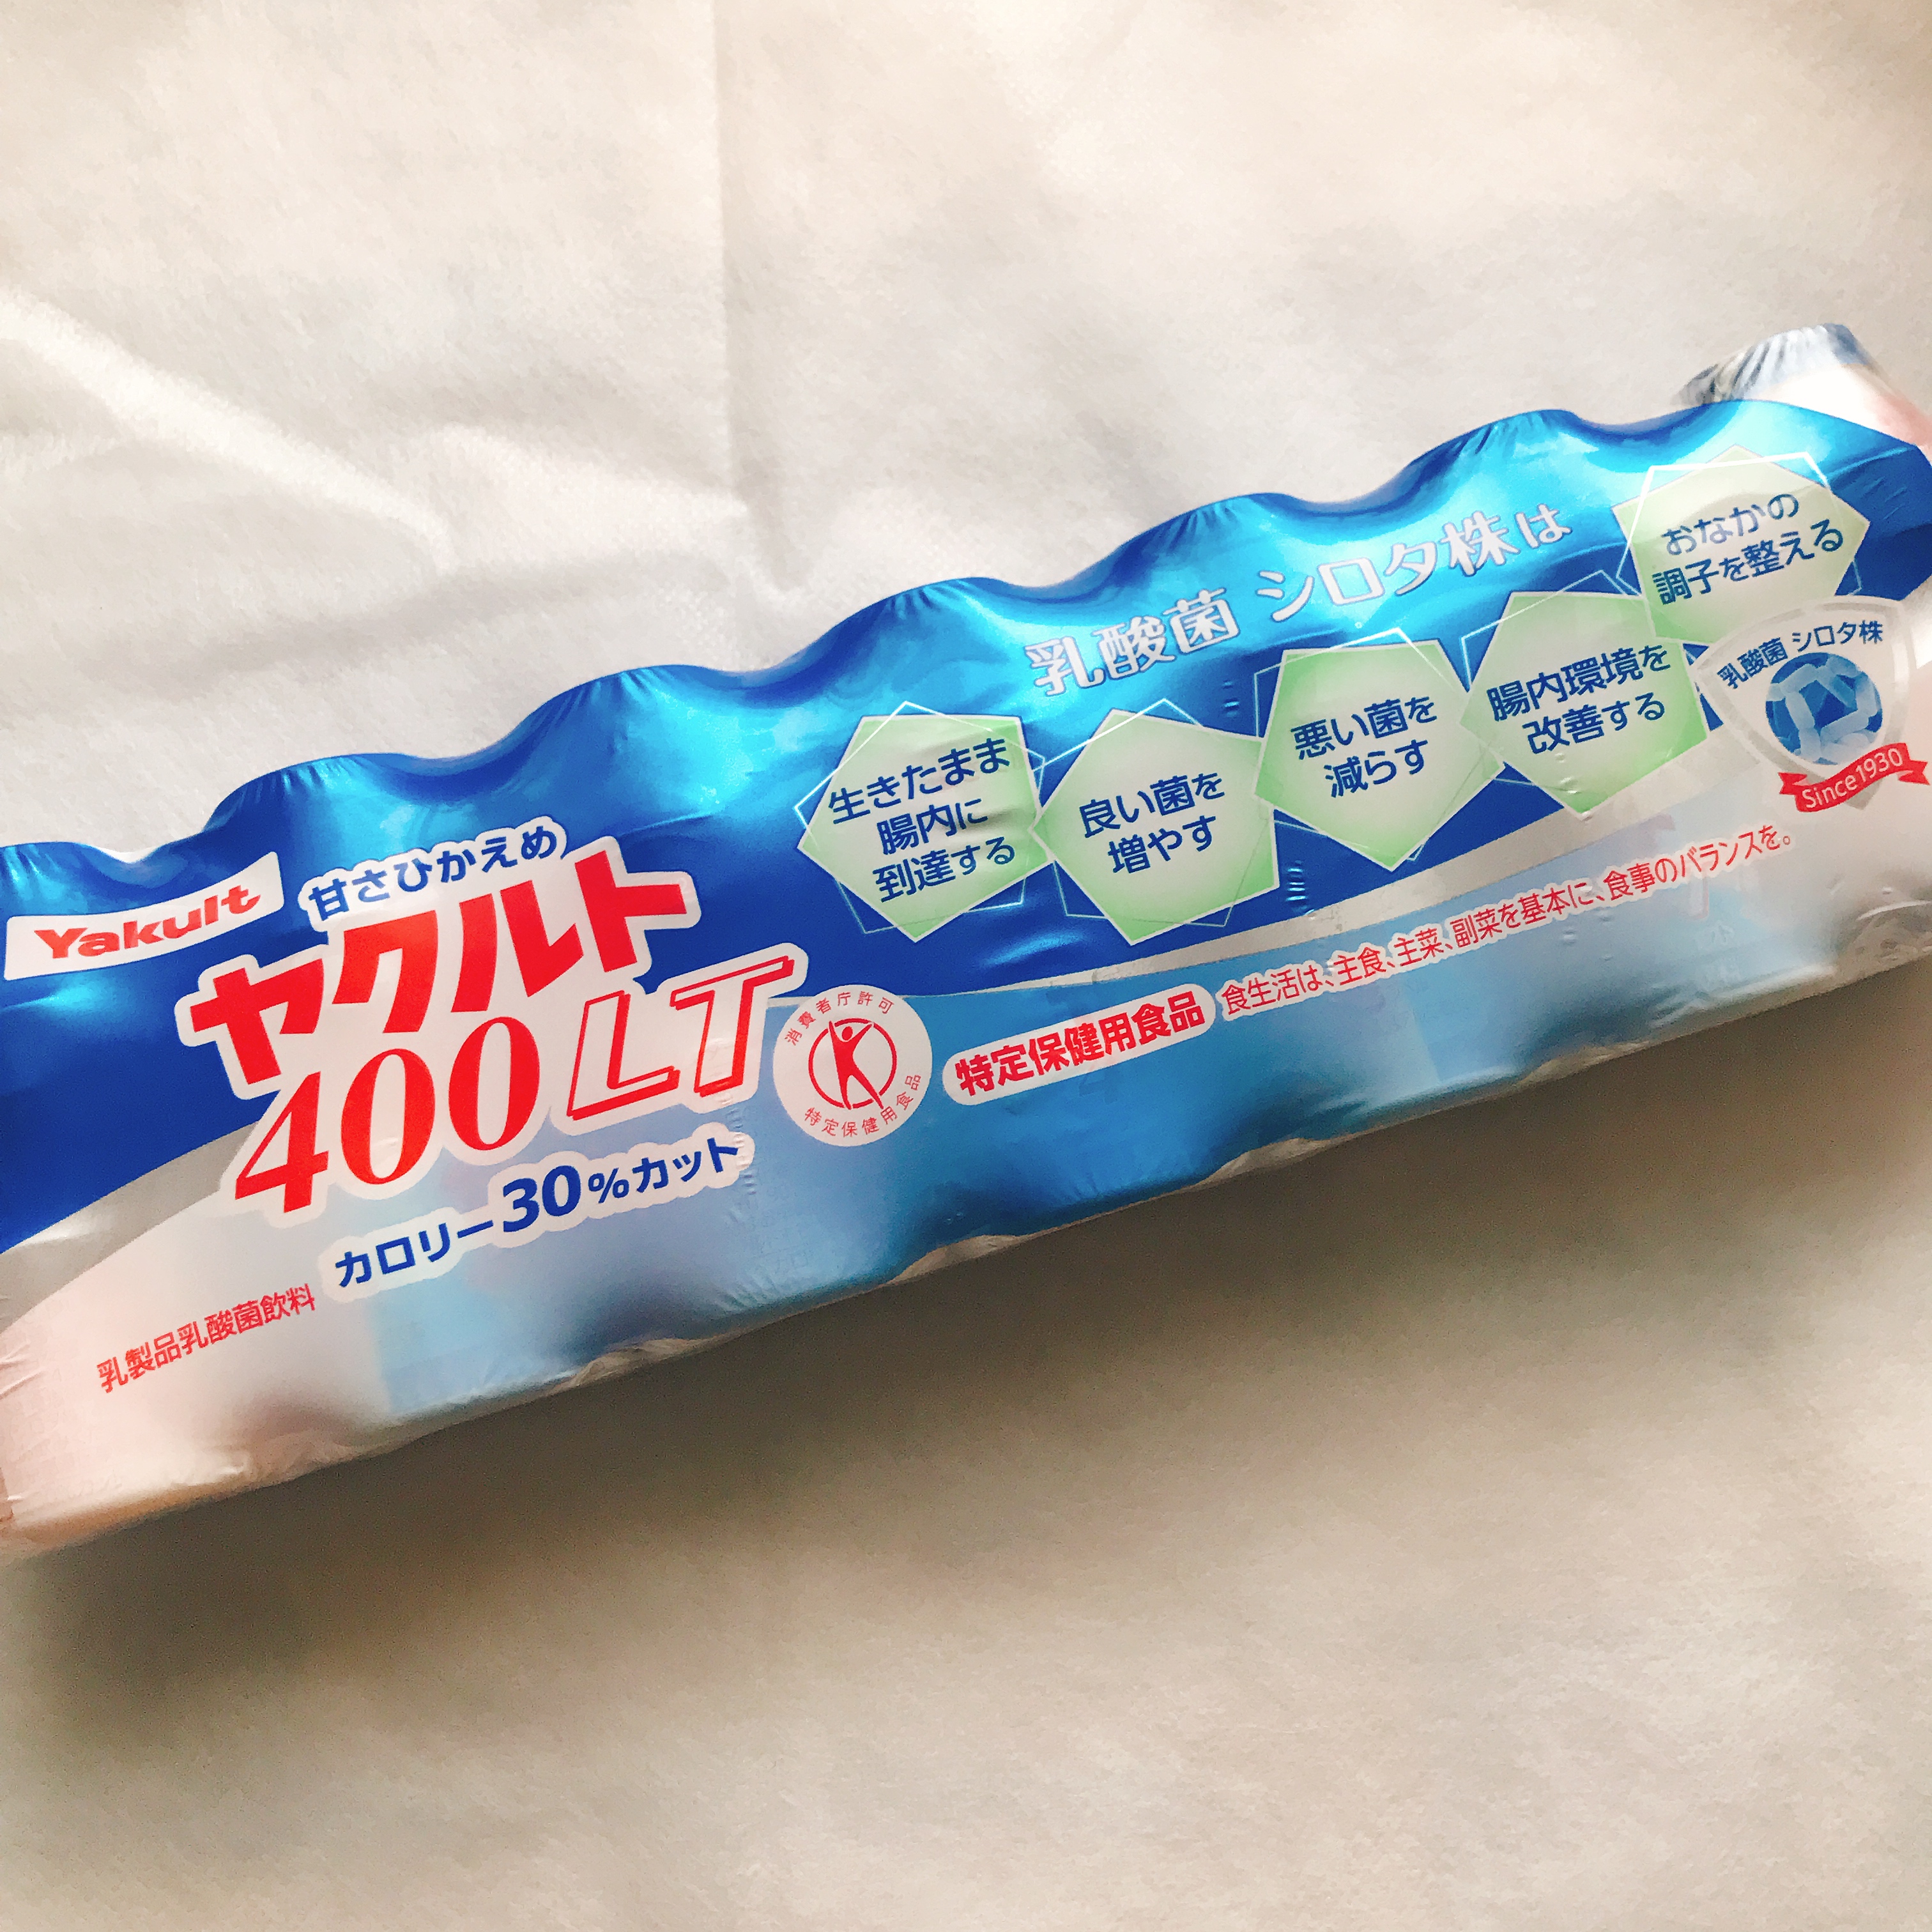 Yakult
甘さひかえめ
ヤクルト
400LT
カロリー30%カット
乳製品乳酸菌飲料
消費者庁許可
特定保健用食品
特定保健用食品
食生活は、主食、主菜、副菜を基本に、食事のバランスを。
乳酸菌 シロタ株は
生きたまま
腸内に
到達する
良い菌を
増やす
悪い菌を
減らす
腸内環境を
改善する
おなかの
調子を整える
乳酸菌 シロタ株
Since1930